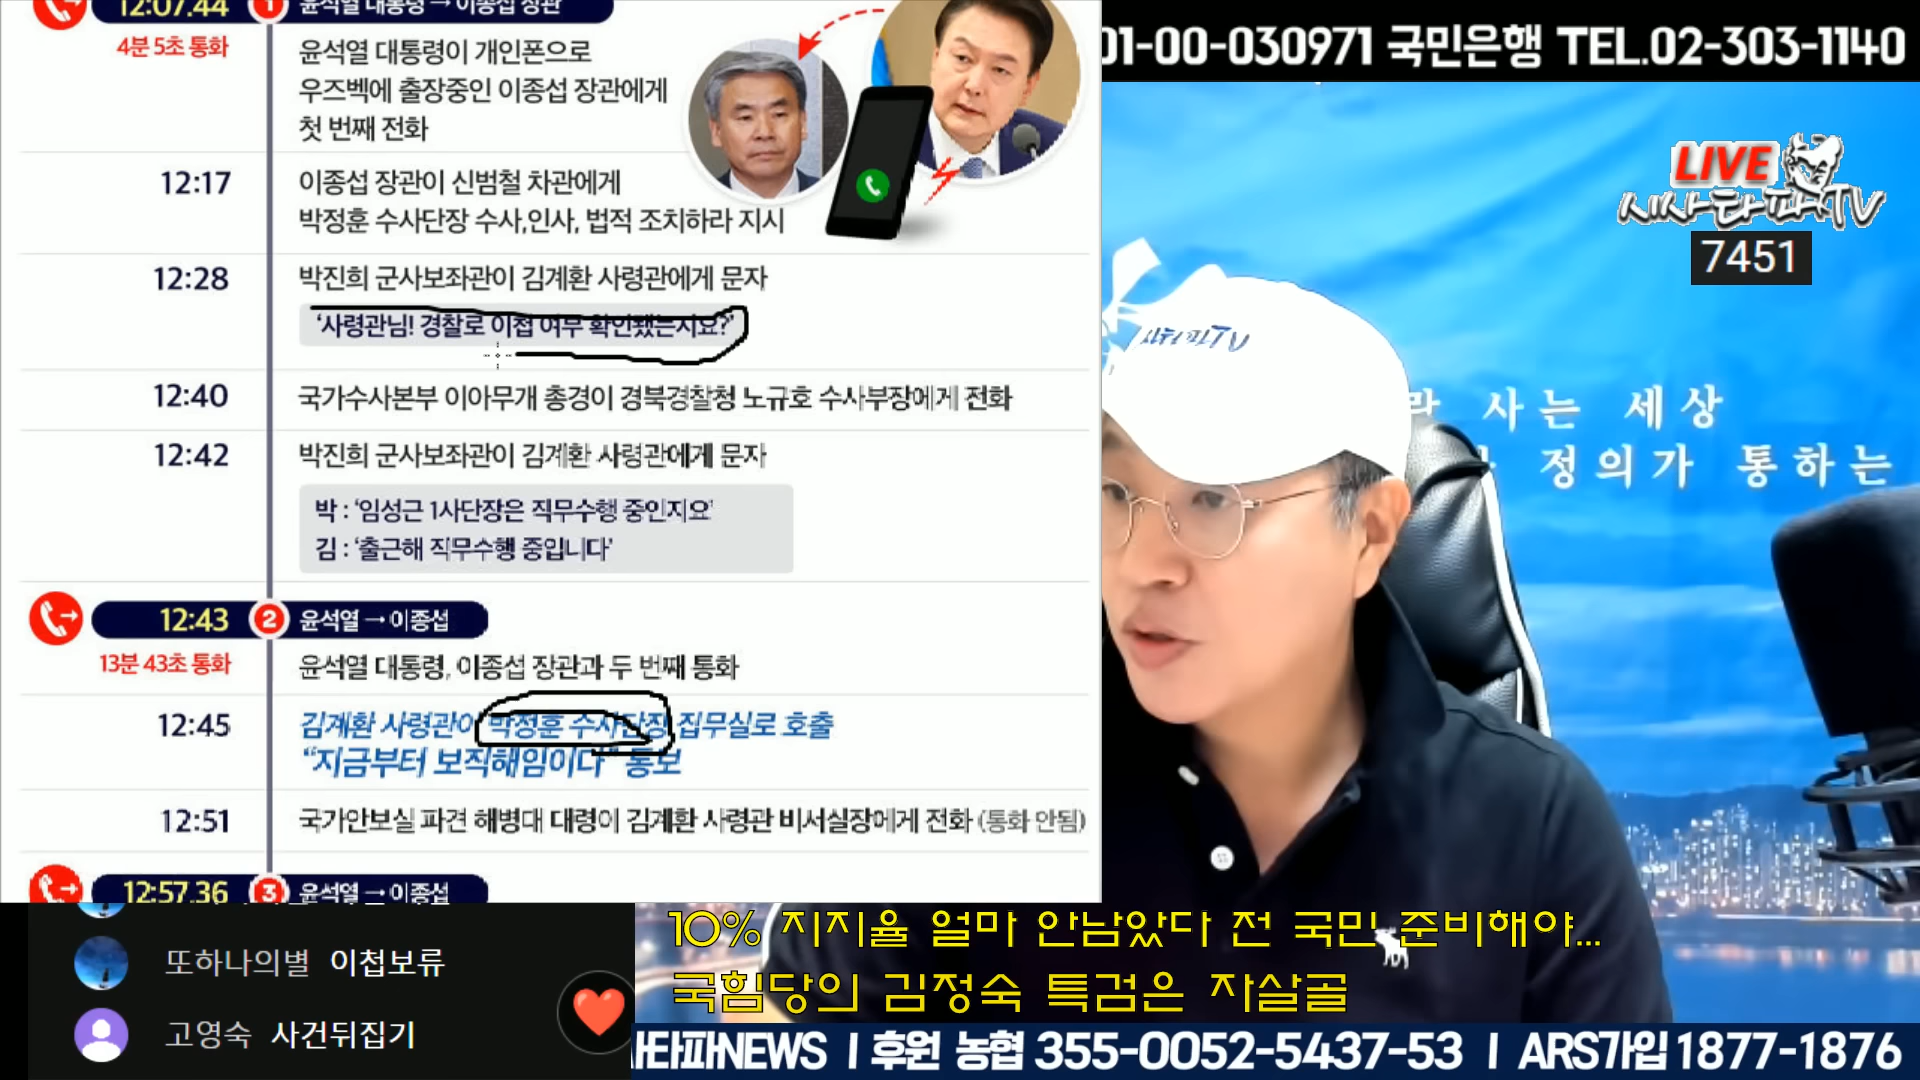 12:07.44 1 윤석열 대통령 → 이종섭 장관
4분 5초 통화
윤석열 대통령이 개인폰으로
우즈벡에 출장중인 이종섭 장관에게
첫 번째 전화
12:17
이종섭 장관이 신범철 차관에게
박정훈 수사단장 수사,인사, 법적 조치하라 지시
12:28
박진희 군사보좌관이 김계환 사령관에게 문자
‘사령관님! 경찰로 이첩 여부 확인됐는지요?’
12:40
국가수사본부 이아무개 총경이 경북경찰청 노규호 수사부장에게 전화
12:42
박진희 군사보좌관이 김계환 사령관에게 문자
박 : ‘임성근 1사단장은 직무수행 중인지요’
김 : ‘출근해 직무수행 중입니다’
12:43 2 윤석열 → 이종섭
13분 43초 통화
윤석열 대통령, 이종섭 장관과 두 번째 통화
12:45
김계환 사령관이 박정훈 수사단장 집무실로 호출
“지금부터 보직해임이다” 통보
12:51
국가안보실 파견 해병대 대령이 김계환 사령관 비서실장에게 전화 (통화 안됨)
12:57.36 3 윤석열 → 이종섭
01-00-030971 국민은행 TEL.02-303-1140
LIVE
시사타파TV
7451
시사타파TV
사는 세상
정의가 통하는
또하나의별 이첩보류
고영숙 사건뒤집기
10% 지지율 얼마 안남았다 전 국민 준비해야...
국힘당의 김정숙 특검은 자살골
사타파NEWS | 후원 농협 355-0052-5437-53 | ARS가입 1877-1876